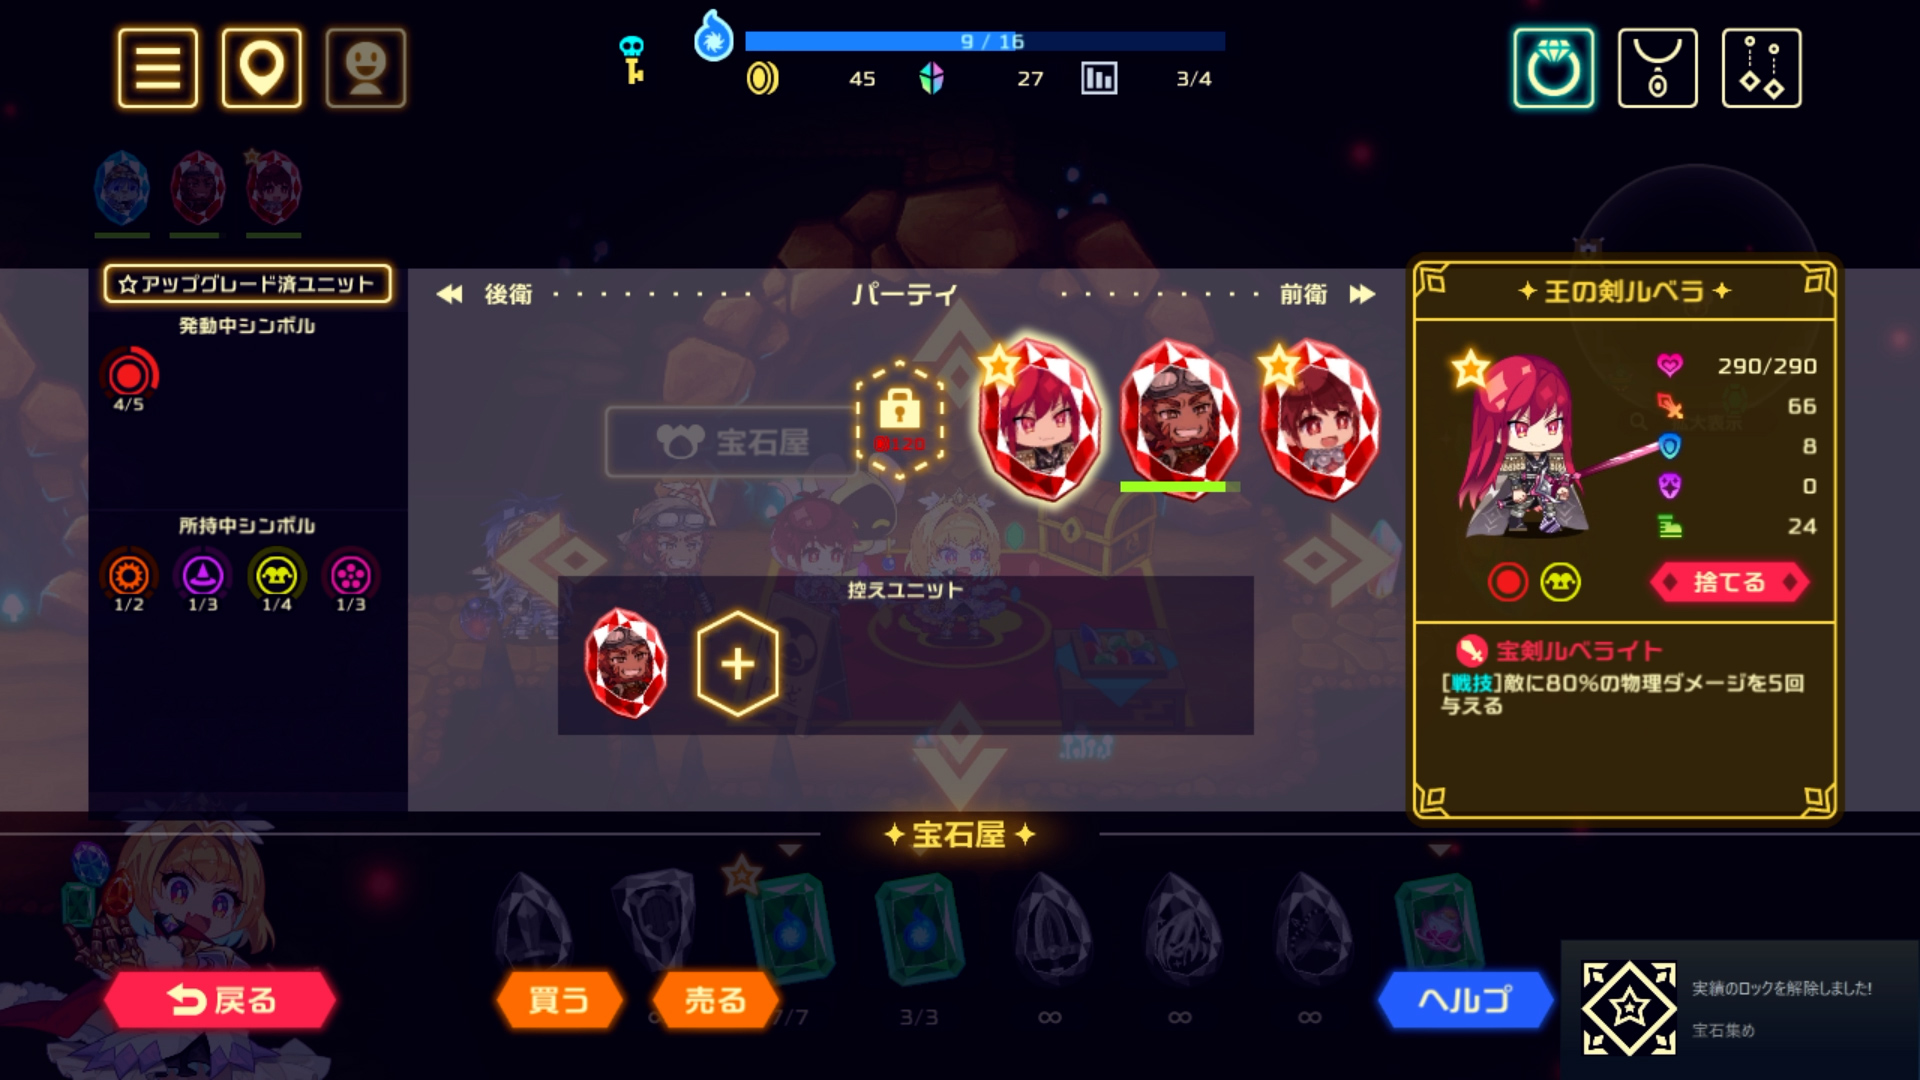 9 / 16
45
27
3/4
☆アップグレード済ユニット
発動中シンボル
4/5
所持中シンボル
1/2
1/3
1/4
1/3
後衛
パーティ
前衛
宝石屋
120
控えユニット
王の剣ルベラ
290/290
66
8
0
24
捨てる
宝剣ルベライト
[戦技]敵に80%の物理ダメージを5回
与える
宝石屋
戻る
買う
売る
7/7
3/3
∞
∞
∞
ヘルプ
実績のロックを解除しました!
宝石集め